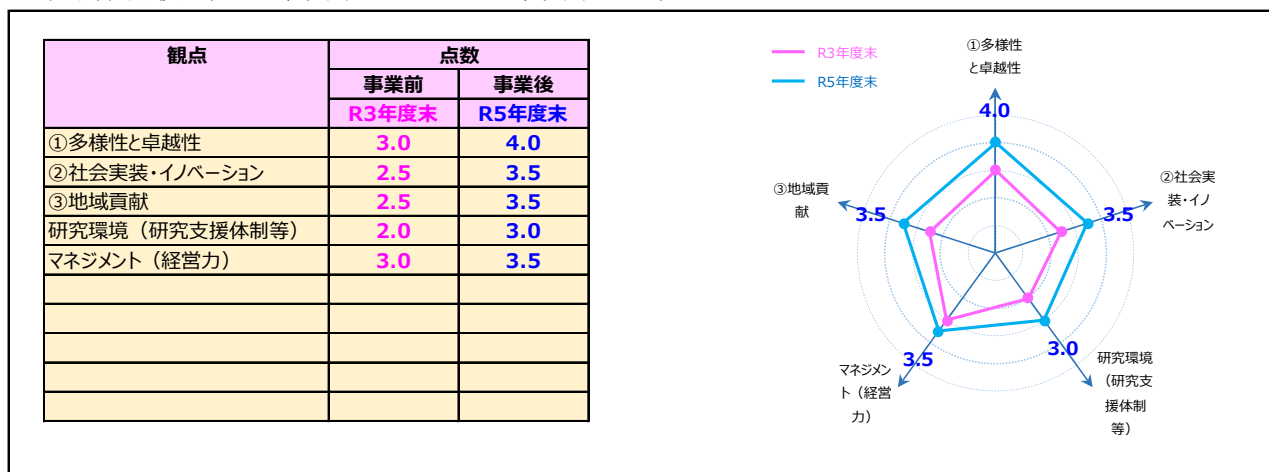 観点 点数
事業前 事業後
R3年度末 R5年度末
①多様性と卓越性 3.0 4.0
②社会実装・イノベーション 2.5 3.5
③地域貢献 2.5 3.5
研究環境（研究支援体制等） 2.0 3.0
マネジメント（経営力） 3.0 3.5
R3年度末
R5年度末
①多様性
と卓越性
4.0
②社会実
装・イノ
ベーション
3.5
研究環境
（研究支
援体制
等）
3.0
マネジメン
ト（経営
力）
3.5
③地域貢
献
3.5